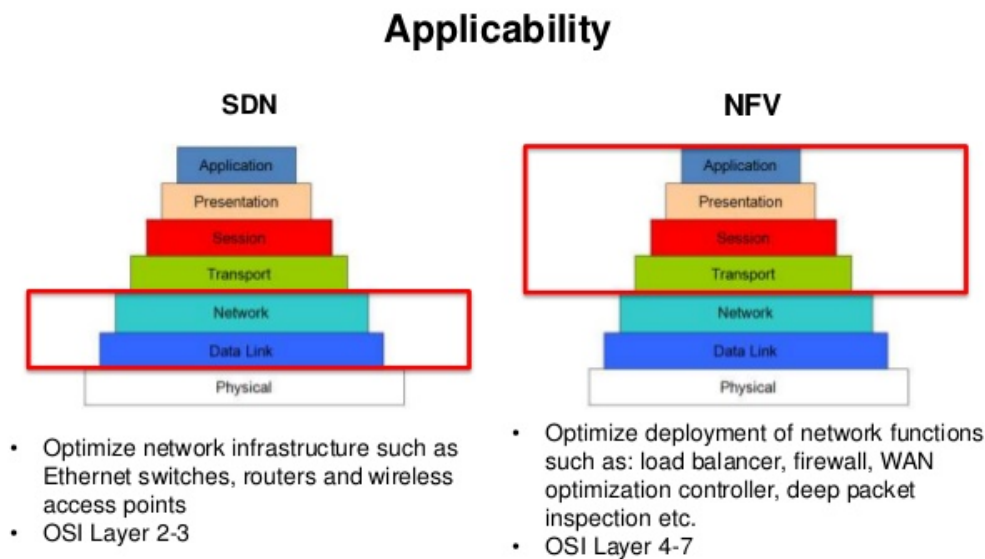 Applicability
SDN
Application
Presentation
Session
Transport
Network
Data Link
Physical
• Optimize network infrastructure such as
Ethernet switches, routers and wireless
access points
• OSI Layer 2-3
NFV
Application
Presentation
Session
Transport
Network
Data Link
Physical
• Optimize deployment of network functions
such as: load balancer, firewall, WAN
optimization controller, deep packet
inspection etc.
• OSI Layer 4-7